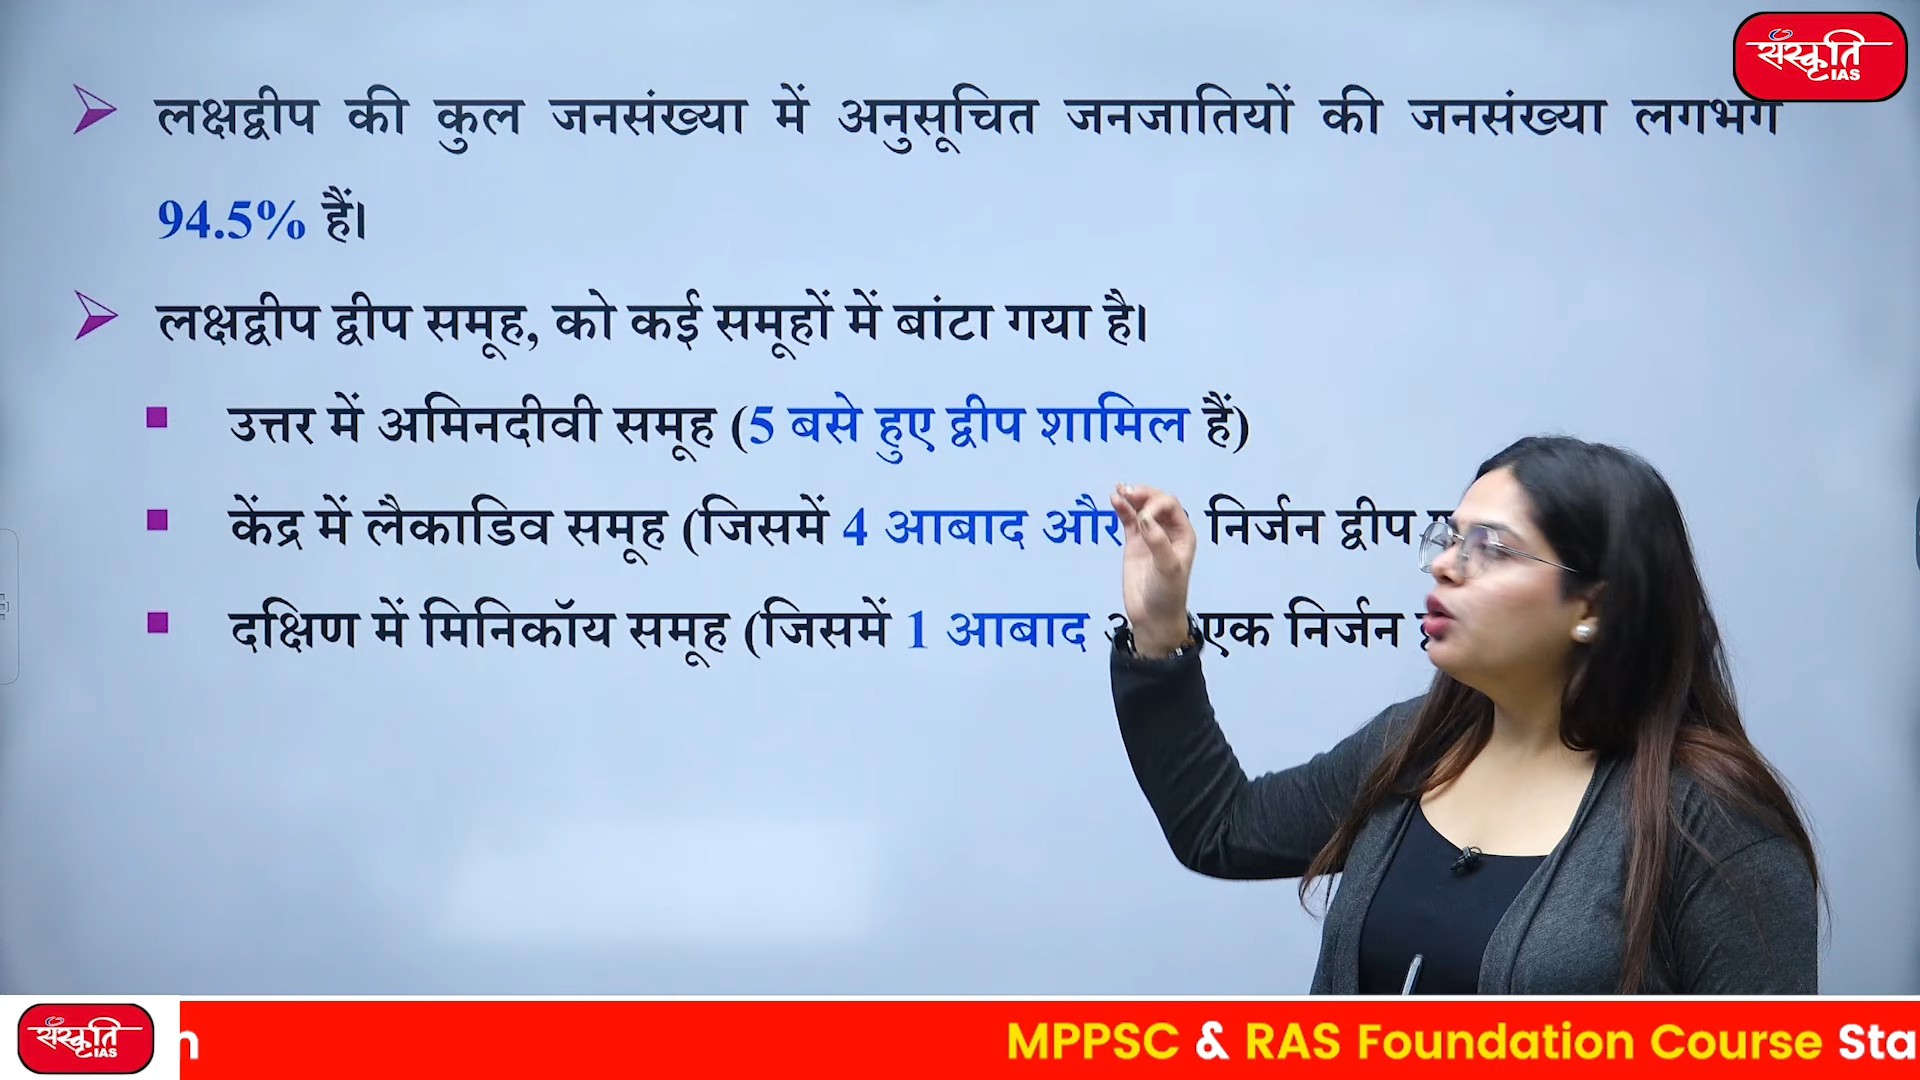 संस्कृति
IAS
लक्षद्वीप की कुल जनसंख्या में अनुसूचित जनजातियों की जनसंख्या लगभग
94.5% हैं।
लक्षद्वीप द्वीप समूह, को कई समूहों में बांटा गया है।
उत्तर में अमिनदीवी समूह (5 बसे हुए द्वीप शामिल हैं)
केंद्र में लैकाडिव समूह (जिसमें 4 आबाद और निर्जन द्वीप
दक्षिण में मिनिकॉय समूह (जिसमें 1 आबाद एक निर्जन
संस्कृति
IAS
n MPPSC & RAS Foundation Course Sta